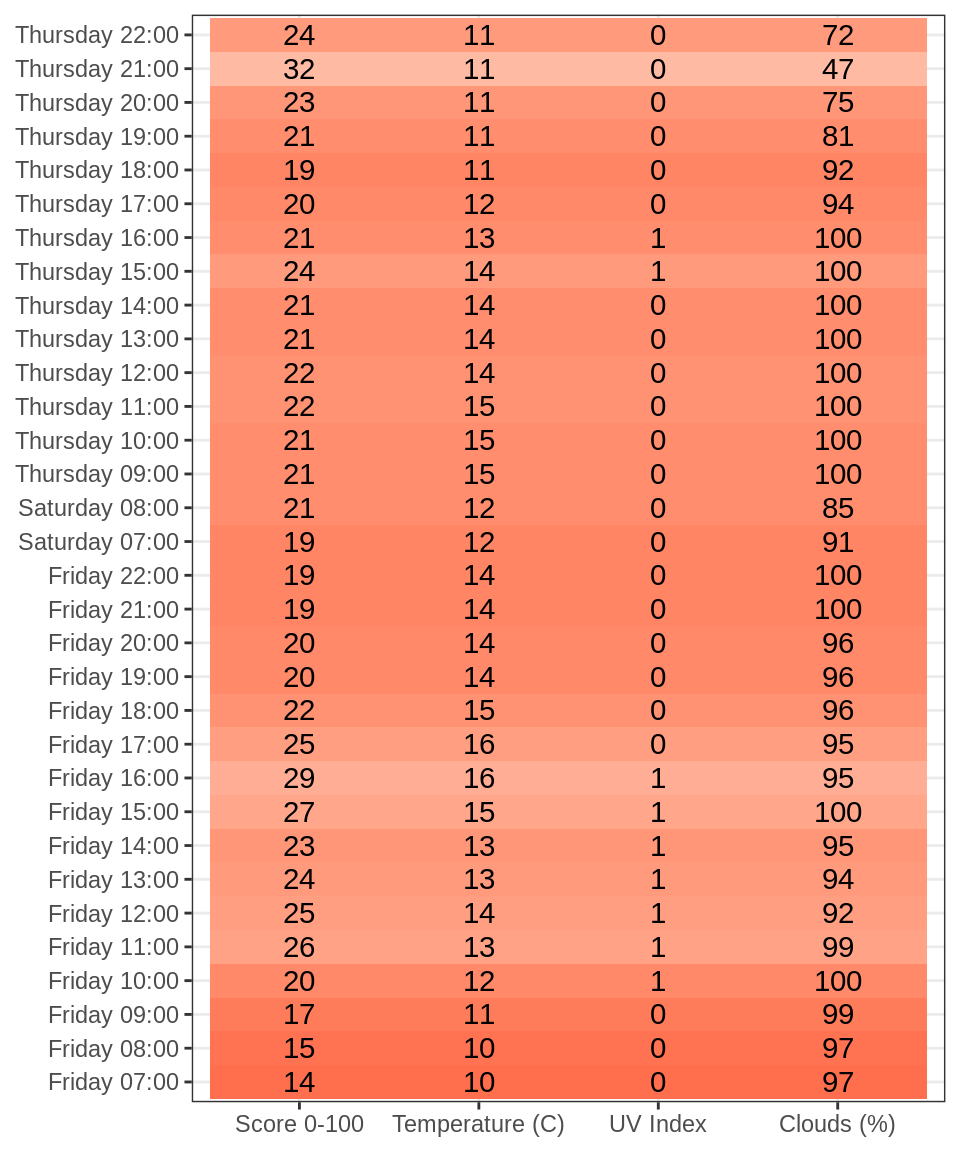 Thursday 22:00 24 11 0 72
Thursday 21:00 32 11 0 47
Thursday 20:00 23 11 0 75
Thursday 19:00 21 11 0 81
Thursday 18:00 19 11 0 92
Thursday 17:00 20 12 0 94
Thursday 16:00 21 13 1 100
Thursday 15:00 24 14 1 100
Thursday 14:00 21 14 0 100
Thursday 13:00 21 14 0 100
Thursday 12:00 22 14 0 100
Thursday 11:00 22 15 0 100
Thursday 10:00 21 15 0 100
Thursday 09:00 21 15 0 100
Saturday 08:00 21 12 0 85
Saturday 07:00 19 12 0 91
Friday 22:00 19 14 0 100
Friday 21:00 19 14 0 100
Friday 20:00 20 14 0 96
Friday 19:00 20 14 0 96
Friday 18:00 22 15 0 96
Friday 17:00 25 16 0 95
Friday 16:00 29 16 1 95
Friday 15:00 27 15 1 100
Friday 14:00 23 13 1 95
Friday 13:00 24 13 1 94
Friday 12:00 25 14 1 92
Friday 11:00 26 13 1 99
Friday 10:00 20 12 1 100
Friday 09:00 17 11 0 99
Friday 08:00 15 10 0 97
Friday 07:00 14 10 0 97
Score 0-100 Temperature (C) UV Index Clouds (%)